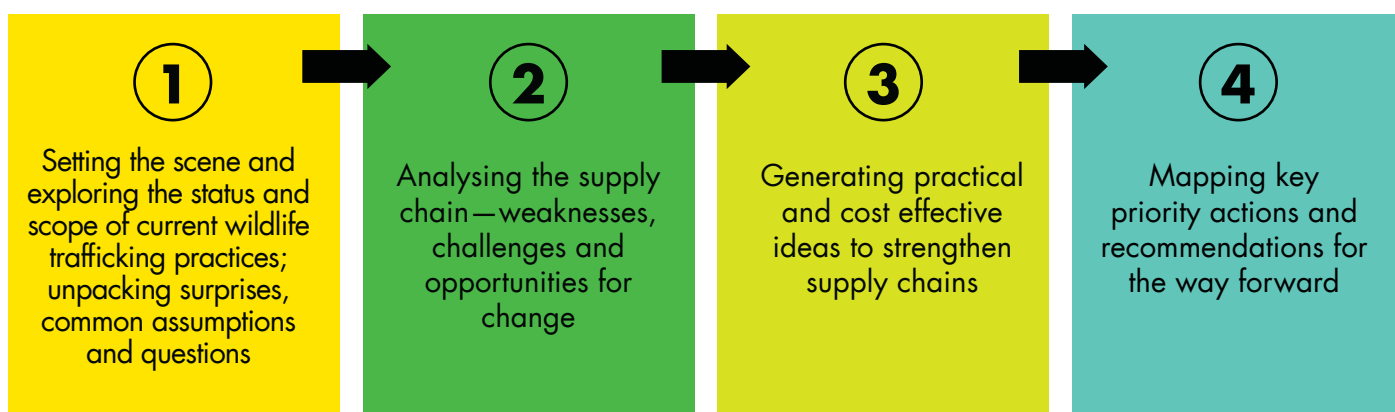 1
Setting the scene and
exploring the status and
scope of current wildlife
trafficking practices;
unpacking surprises,
common assumptions
and questions
2
Analysing the supply
chain—weaknesses,
challenges and
opportunities for
change
3
Generating practical
and cost effective
ideas to strengthen
supply chains
4
Mapping key
priority actions and
recommendations for
the way forward